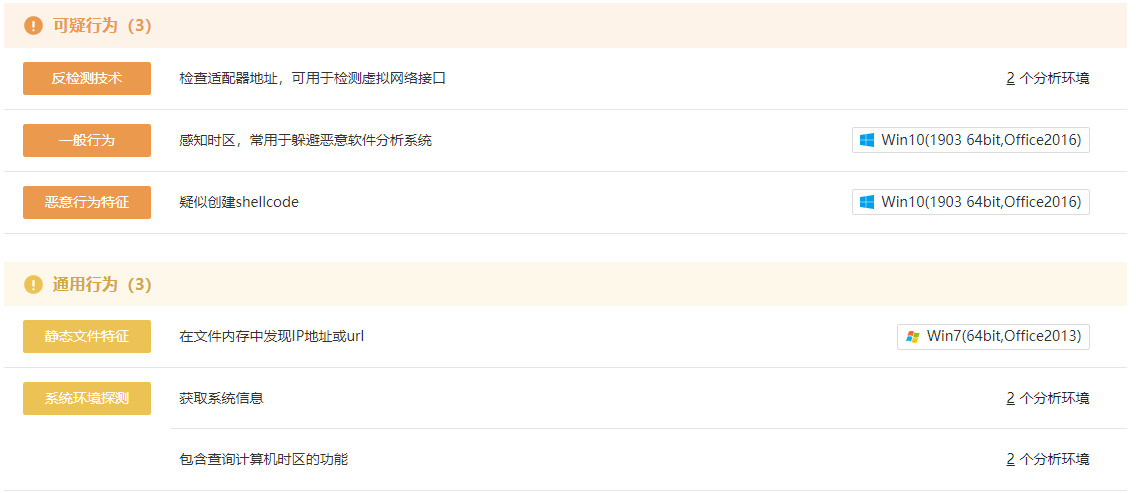 可疑行为（3）
反检测技术 检查适配器地址，可用于检测虚拟网络接口 2 个分析环境
一般行为 感知时区，常用于躲避恶意软件分析系统 Win10(1903 64bit,Office2016)
恶意行为特征 疑似创建shellcode Win10(1903 64bit,Office2016)
通用行为（3）
静态文件特征 在文件内存中发现IP地址或url Win7(64bit,Office2013)
系统环境探测 获取系统信息 2 个分析环境
包含查询计算机时区的功能 2 个分析环境